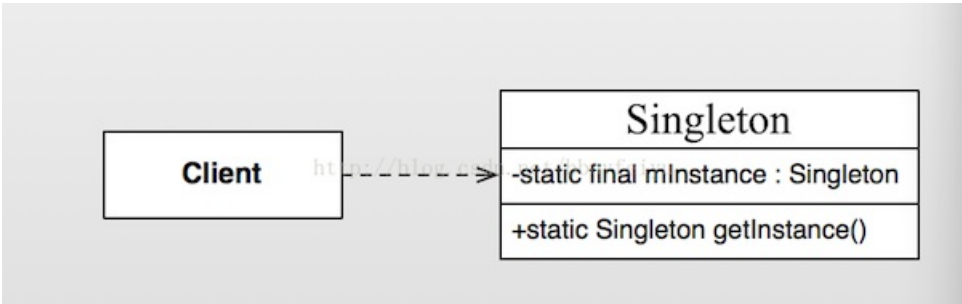 Singleton
Client
-static final mInstance : Singleton
+static Singleton getInstance()